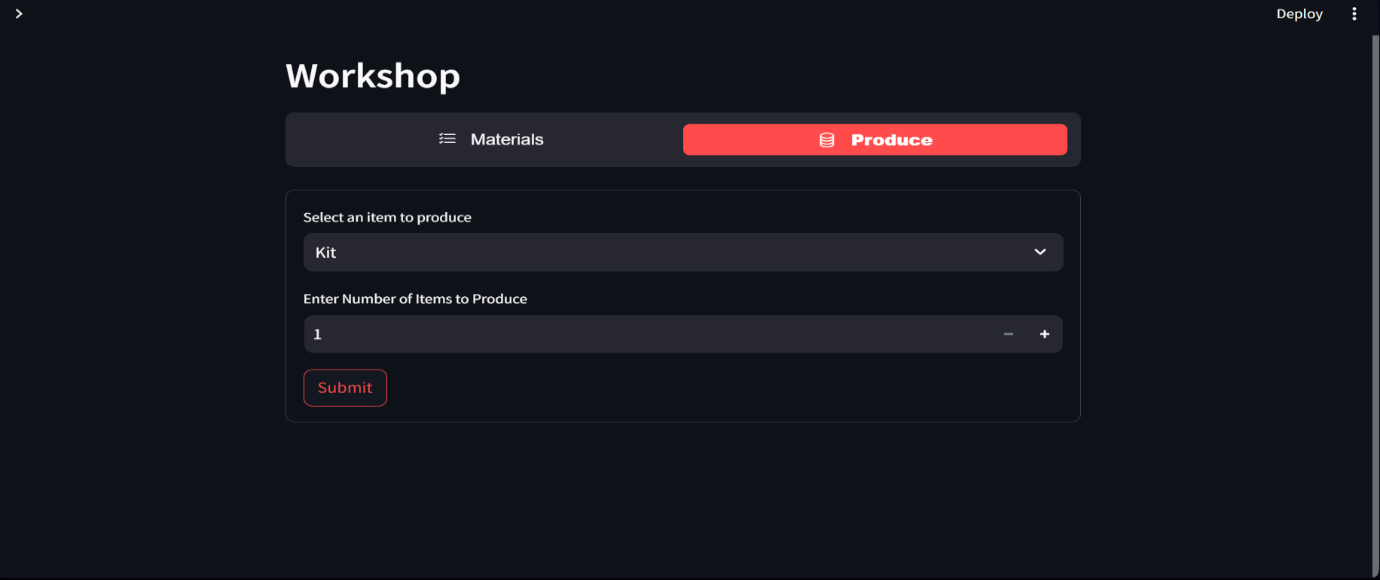 Deploy
Workshop
Materials
Produce
Select an item to produce
Kit
Enter Number of Items to Produce
1
Submit